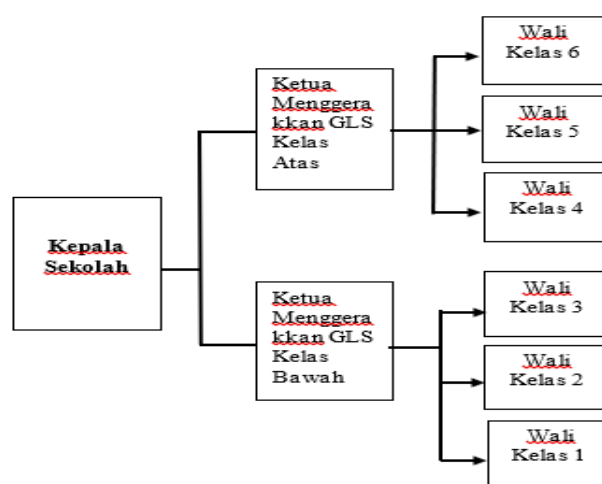 Kepala
Sekolah
Ketua
Menggera
kkan GLS
Kelas
Atas
Wali
Kelas 6
Wali
Kelas 5
Wali
Kelas 4
Ketua
Menggera
kkan GLS
Kelas
Bawah
Wali
Kelas 3
Wali
Kelas 2
Wali
Kelas 1